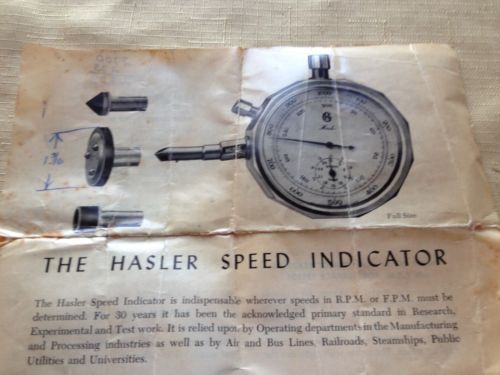 Full Size
THE HASLER SPEED INDICATOR
The Hasler Speed Indicator is indispensable wherever speeds in R.P.M. or F.P.M. must be
determined. For 30 years it has been the acknowledged primary standard in Research,
Experimental and Test work. It is relied upon by Operating departments in the Manufacturing
and Processing industries as well as by Air and Bus Lines, Railroads, Steamships, Public
Utilities and Universities.